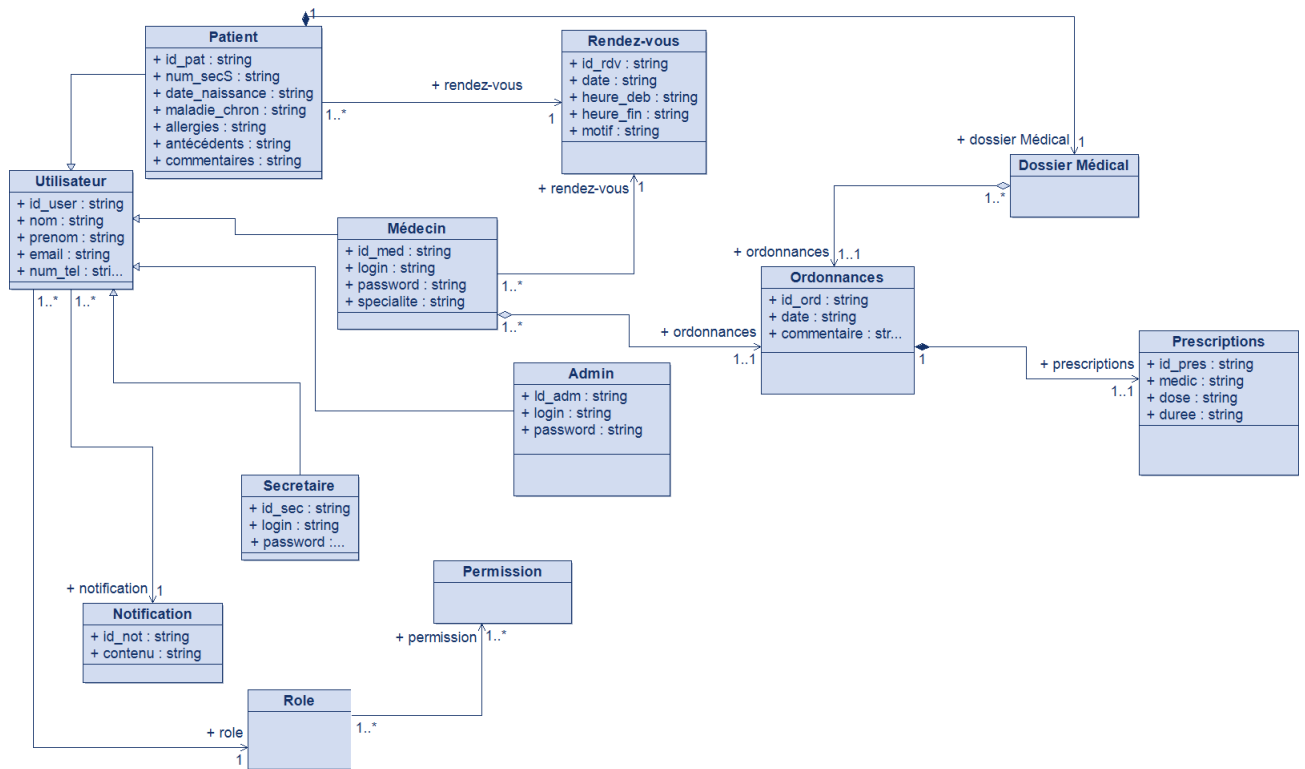 Patient
+ id_pat : string
+ num_secS : string
+ date_naissance : string
+ maladie_chron : string
+ allergies : string
+ antécédents : string
+ commentaires : string
1
1..*
+ rendez-vous
1
Rendez-vous
+ id_rdv : string
+ date : string
+ heure_deb : string
+ heure_fin : string
+ motif : string
+ rendez-vous
1
+ dossier Médical
1
Dossier Médical
1..*
Utilisateur
+ id_user : string
+ nom : string
+ prenom : string
+ email : string
+ num_tel : stri...
1..*
1..*
Médecin
+ id_med : string
+ login : string
+ password : string
+ specialite : string
1..*
1..*
+ ordonnances
1..1
+ ordonnances
1..1
Ordonnances
+ id_ord : string
+ date : string
+ commentaire : str...
1
+ prescriptions
1..1
Prescriptions
+ id_pres : string
+ medic : string
+ dose : string
+ duree : string
Admin
+ Id_adm : string
+ login : string
+ password : string
Secretaire
+ id_sec : string
+ login : string
+ password :...
+ notification
1
Notification
+ id_not : string
+ contenu : string
Permission
+ permission
1..*
Role
1..*
+ role
1